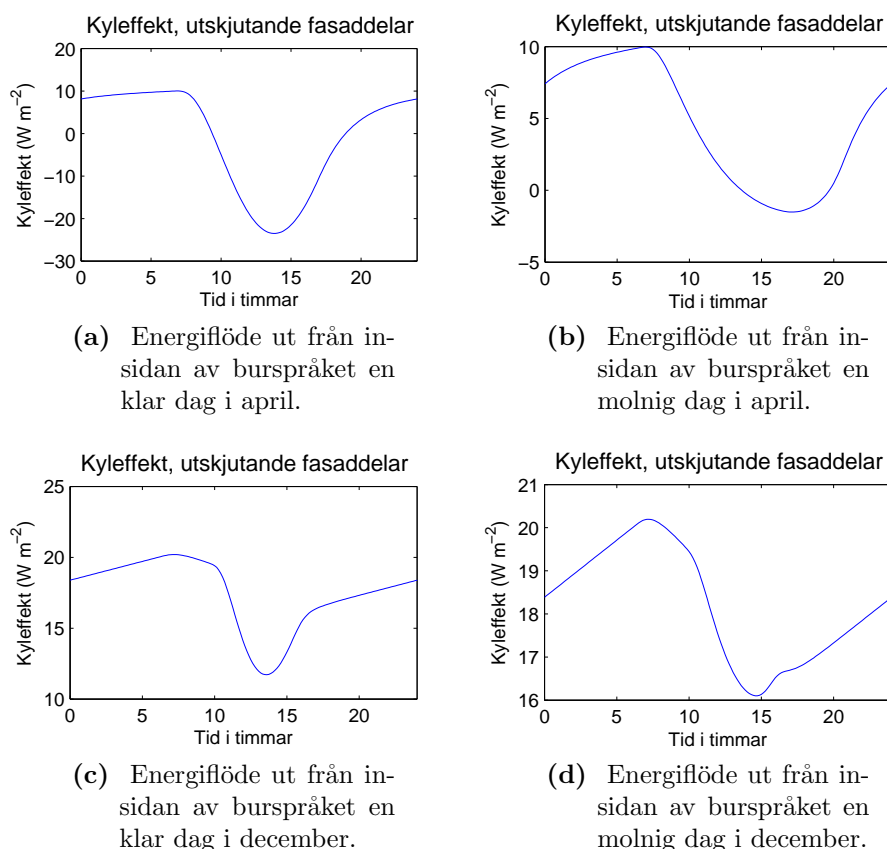 Kyleffekt, utskjutande fasaddelar
Kyleffekt (W m−2)
20
10
0
−10
−20
−30
0 5 10 15 20
Tid i timmar
(a) Energiflöde ut från in-
sidan av burspråket en
klar dag i april.
Kyleffekt, utskjutande fasaddelar
Kyleffekt (W m−2)
10
5
0
−5
0 5 10 15 20
Tid i timmar
(b) Energiflöde ut från in-
sidan av burspråket en
molnig dag i april.
Kyleffekt, utskjutande fasaddelar
Kyleffekt (W m−2)
25
20
15
10
0 5 10 15 20
Tid i timmar
(c) Energiflöde ut från in-
sidan av burspråket en
klar dag i december.
Kyleffekt, utskjutande fasaddelar
Kyleffekt (W m−2)
21
20
19
18
17
16
0 5 10 15 20
Tid i timmar
(d) Energiflöde ut från in-
sidan av burspråket en
molnig dag i december.